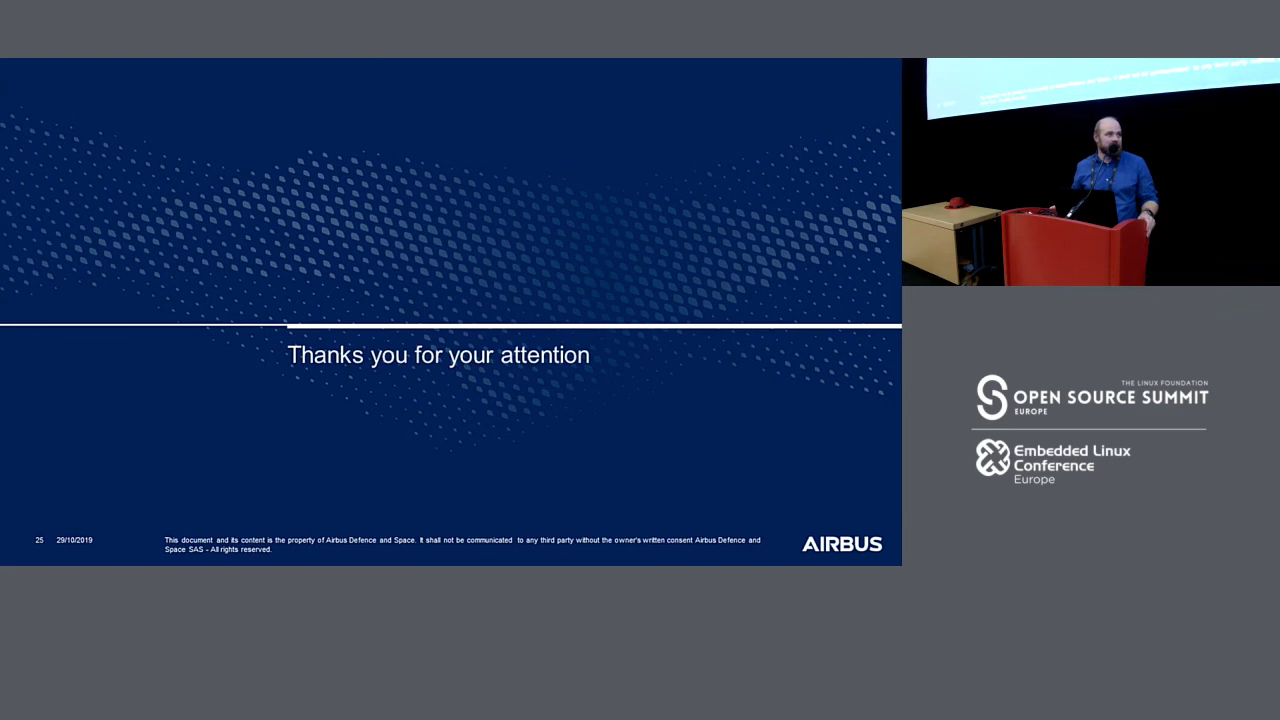 Thanks you for your attention
25 29/10/2019 This document and its content is the property of Airbus Defence and Space. It shall not be communicated to any third party without the owner's written consent Airbus Defence and
Space SAS - All rights reserved.
AIRBUS
THE LINUX FOUNDATION
OPEN SOURCE SUMMIT
EUROPE
Embedded Linux
Conference
Europe